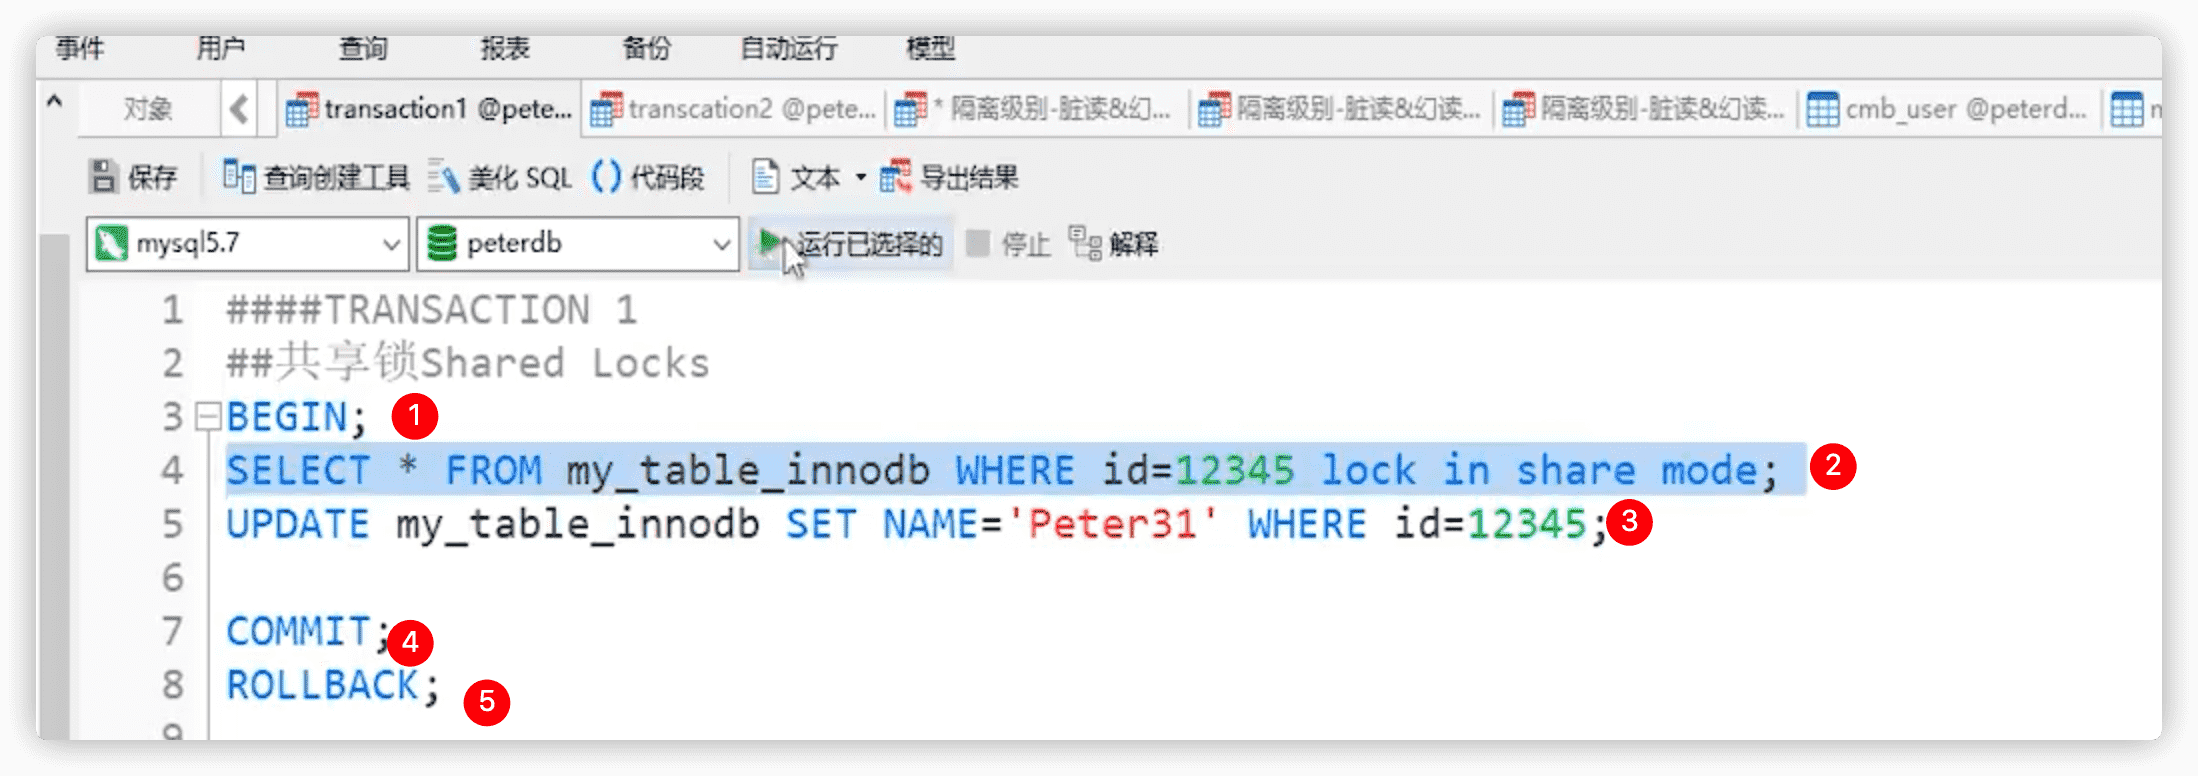 事件 用户 查询 报表 备份 自动运行 模型
对象 transaction1 @pete... transcation2 @pete... * 隔离级别-脏读&幻... 隔离级别-脏读&幻读... 隔离级别-脏读&幻读... cmb_user @peterd...
保存 查询创建工具 美化 SQL () 代码段 文本 导出结果
mysql5.7 peterdb 运行已选择的 停止 解释
1 ####TRANSACTION 1
2 ##共享锁Shared Locks
3 BEGIN; 1
4 SELECT * FROM my_table_innodb WHERE id=12345 lock in share mode; 2
5 UPDATE my_table_innodb SET NAME='Peter31' WHERE id=12345; 3
6
7 COMMIT; 4
8 ROLLBACK; 5
9